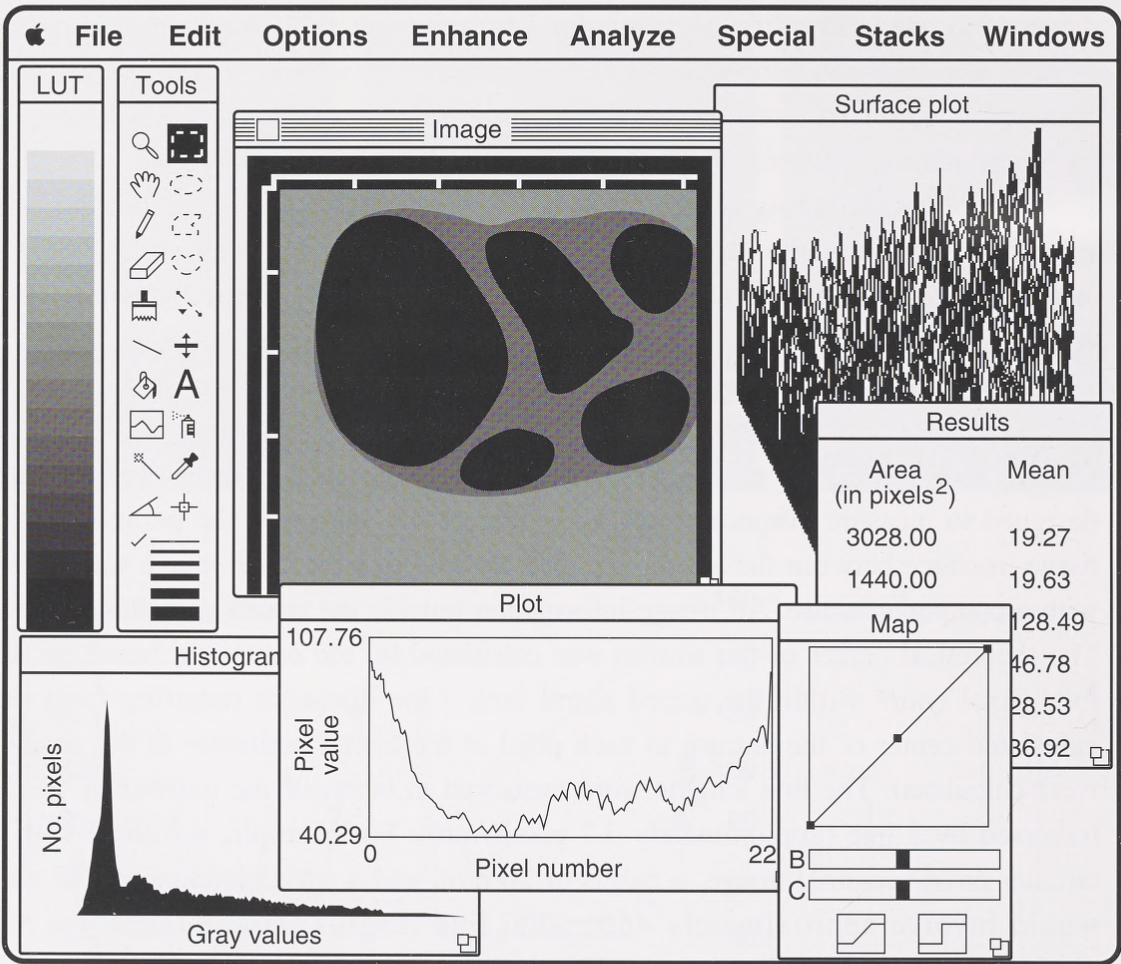 File Edit Options Enhance Analyze Special Stacks Windows
LUT
Tools
A
Image
Surface plot
Results
Area
(in pixels²)
Mean
3028.00 19.27
1440.00 19.63
128.49
46.78
28.53
36.92
Plot
107.76
Pixel
value
40.29
0
22
Pixel number
Map
B
C
Histogram
No. pixels
Gray values